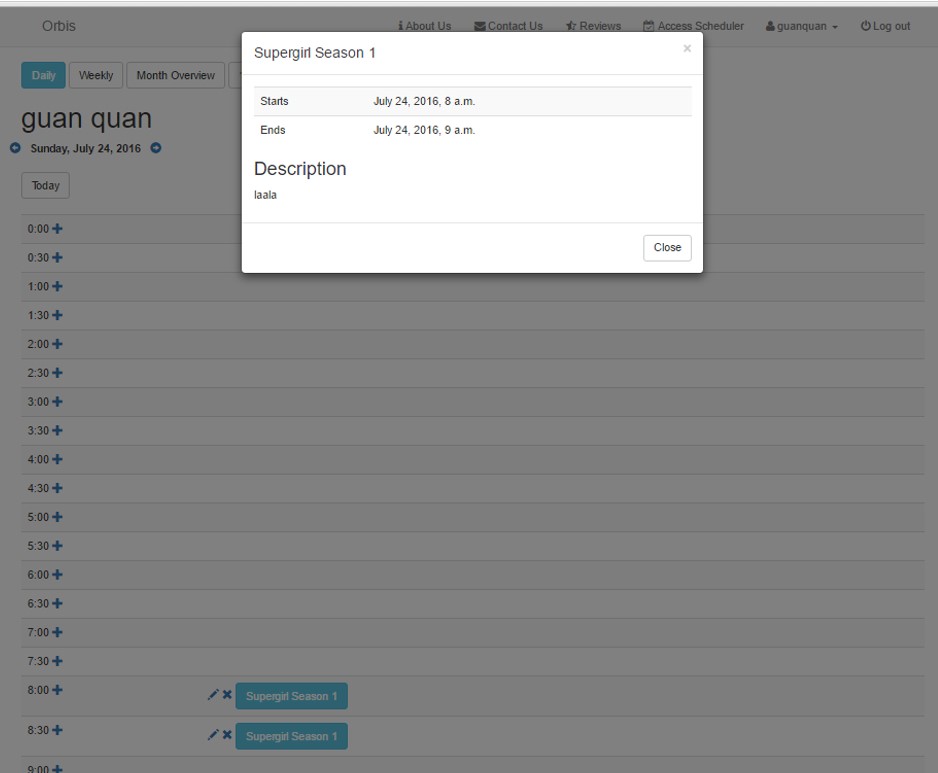 Orbis About Us Contact Us Reviews Access Scheduler guanquan Log out
Supergirl Season 1 ×
Daily Weekly Month Overview
Starts July 24, 2016, 8 a.m.
guan quan
Ends July 24, 2016, 9 a.m.
Sunday, July 24, 2016
Description
Today
laala
0:00
Close
0:30
1:00
1:30
2:00
2:30
3:00
3:30
4:00
4:30
5:00
5:30
6:00
6:30
7:00
7:30
8:00 Supergirl Season 1
8:30 Supergirl Season 1
9:00